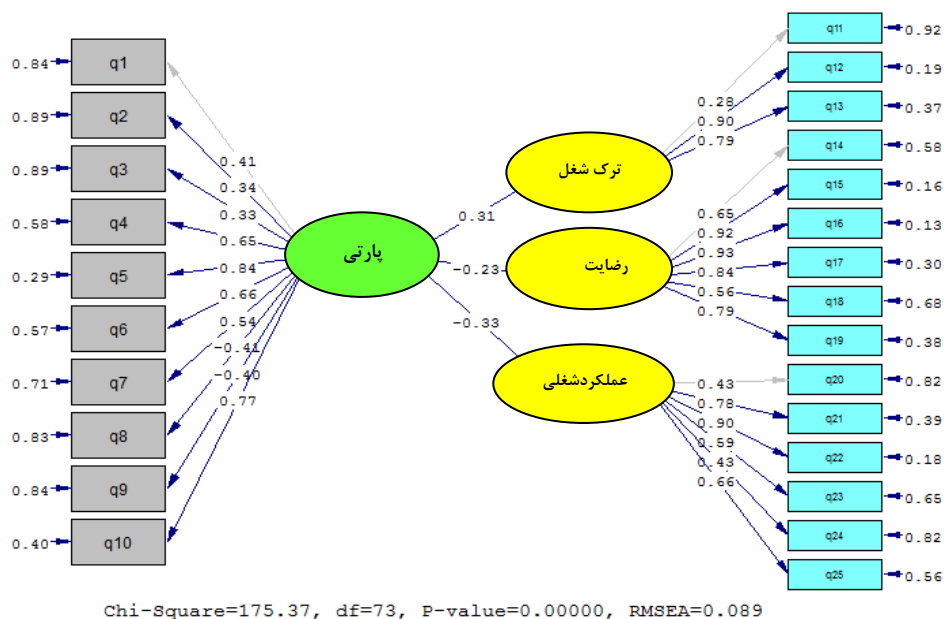 q1
q2
q3
q4
q5
q6
q7
q8
q9
q10
0.84
0.89
0.89
0.58
0.29
0.57
0.71
0.83
0.84
0.40
0.41
0.34
0.33
0.65
0.84
0.66
0.54
-0.41
-0.40
0.77
پارتی
0.31
-0.23
-0.33
ترک شغل
رضایت
عملکردشغلی
0.28
0.90
0.79
0.65
0.92
0.93
0.84
0.56
0.79
0.43
0.78
0.90
0.59
0.43
0.66
q11
q12
q13
q14
q15
q16
q17
q18
q19
q20
q21
q22
q23
q24
q25
0.92
0.19
0.37
0.58
0.16
0.13
0.30
0.68
0.38
0.82
0.39
0.18
0.65
0.82
0.56
Chi-Square=175.37, df=73, P-value=0.00000, RMSEA=0.089